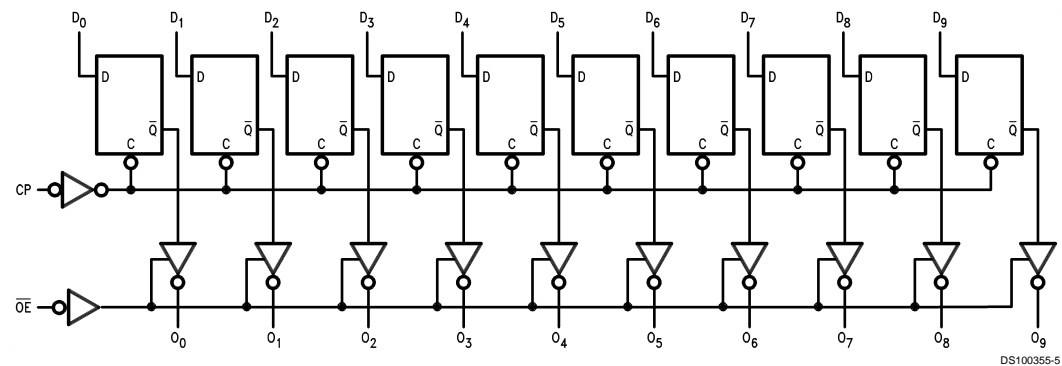 D0 D1 D2 D3 D4 D5 D6 D7 D8 D9
D D D D D D D D D D
Q̅ Q̅ Q̅ Q̅ Q̅ Q̅ Q̅ Q̅ Q̅ Q̅
C C C C C C C C C C
CP
O̅E̅
O0 O1 O2 O3 O4 O5 O6 O7 O8 O9
DS100355-5